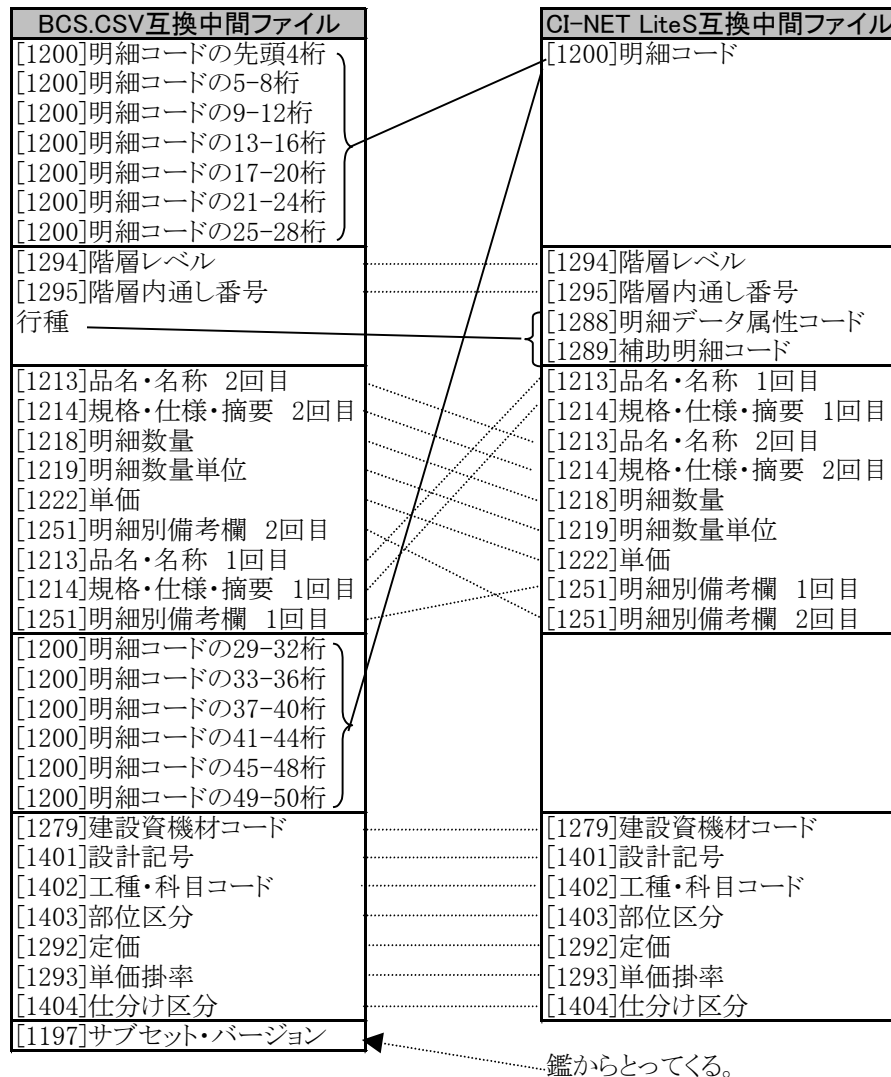 BCS.CSV互換中間ファイル
[1200]明細コードの先頭4桁
[1200]明細コードの5-8桁
[1200]明細コードの9-12桁
[1200]明細コードの13-16桁
[1200]明細コードの17-20桁
[1200]明細コードの21-24桁
[1200]明細コードの25-28桁
[1294]階層レベル
[1295]階層内通し番号
行種
[1213]品名・名称 2回目
[1214]規格・仕様・摘要 2回目
[1218]明細数量
[1219]明細数量単位
[1222]単価
[1251]明細別備考欄 2回目
[1213]品名・名称 1回目
[1214]規格・仕様・摘要 1回目
[1251]明細別備考欄 1回目
[1200]明細コードの29-32桁
[1200]明細コードの33-36桁
[1200]明細コードの37-40桁
[1200]明細コードの41-44桁
[1200]明細コードの45-48桁
[1200]明細コードの49-50桁
[1279]建設資機材コード
[1401]設計記号
[1402]工種・科目コード
[1403]部位区分
[1292]定価
[1293]単価掛率
[1404]仕分け区分
[1197]サブセット・バージョン
CI-NET LiteS互換中間ファイル
[1200]明細コード
[1294]階層レベル
[1295]階層内通し番号
[1288]明細データ属性コード
[1289]補助明細コード
[1213]品名・名称 1回目
[1214]規格・仕様・摘要 1回目
[1213]品名・名称 2回目
[1214]規格・仕様・摘要 2回目
[1218]明細数量
[1219]明細数量単位
[1222]単価
[1251]明細別備考欄 1回目
[1251]明細別備考欄 2回目
[1279]建設資機材コード
[1401]設計記号
[1402]工種・科目コード
[1403]部位区分
[1292]定価
[1293]単価掛率
[1404]仕分け区分
鑑からとってくる。